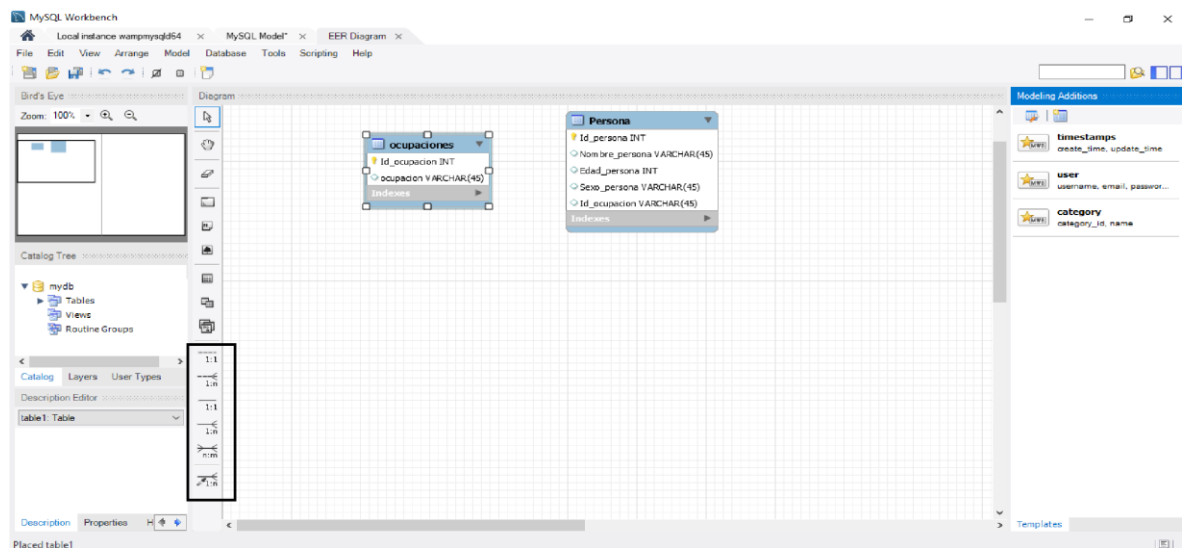 MySQL Workbench
Local instance wampmysqld64 × MySQL Model* × EER Diagram ×
File Edit View Arrange Model Database Tools Scripting Help
Bird's Eye
Zoom: 100%
Diagram
Modeling Additions
timestamps
create_time, update_time
user
username, email, passwor...
category
category_id, name
ocupaciones
Id_ocupacion INT
ocupacion VARCHAR(45)
Indexes
Persona
Id_persona INT
Nombre_persona VARCHAR(45)
Edad_persona INT
Sexo_persona VARCHAR(45)
Id_ocupacion VARCHAR(45)
Indexes
Catalog Tree
mydb
Tables
Views
Routine Groups
Catalog Layers User Types
Description Editor
table1: Table
1:1
1:n
1:1
1:n
n:m
1:n
Description Properties H
Templates
Placed table1